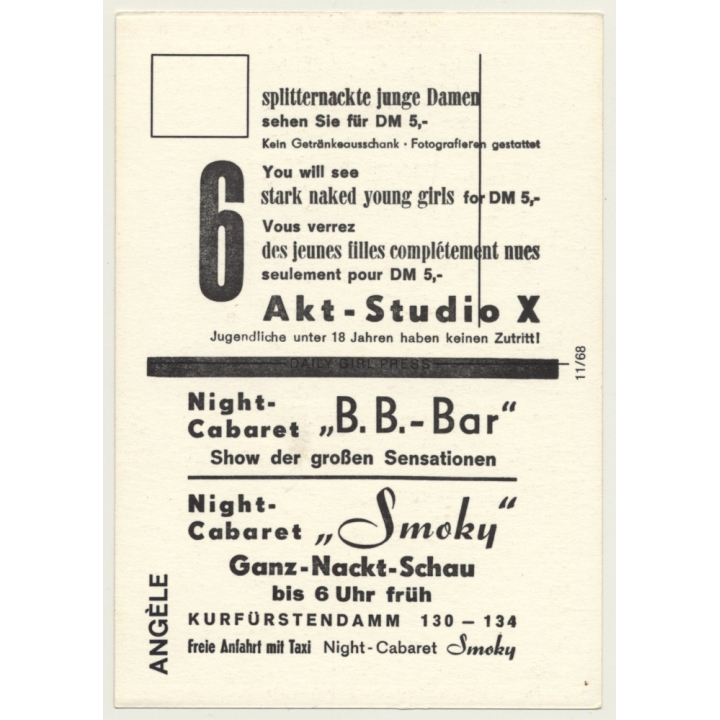 splitternackte junge Damen
sehen Sie für DM 5,-
Kein Getränkeausschank · Fotografieren gestattet
6
You will see
stark naked young girls for DM 5,-
Vous verrez
des jeunes filles complétement nues
seulement pour DM 5,-
Akt-Studio X
Jugendliche unter 18 Jahren haben keinen Zutritt!
DAILY GIRL PRESS
11/68
Night-
Cabaret „B.B.-Bar“
Show der großen Sensationen
Night-
Cabaret „Smoky“
Ganz-Nackt-Schau
bis 6 Uhr früh
KURFÜRSTENDAMM 130 – 134
Freie Anfahrt mit Taxi Night-Cabaret Smoky
ANGÈLE